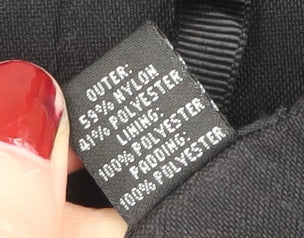 OUTER:
59% NYLON
41% POLYESTER
LINING:
100% POLYESTER
PADDING:
100% POLYESTER